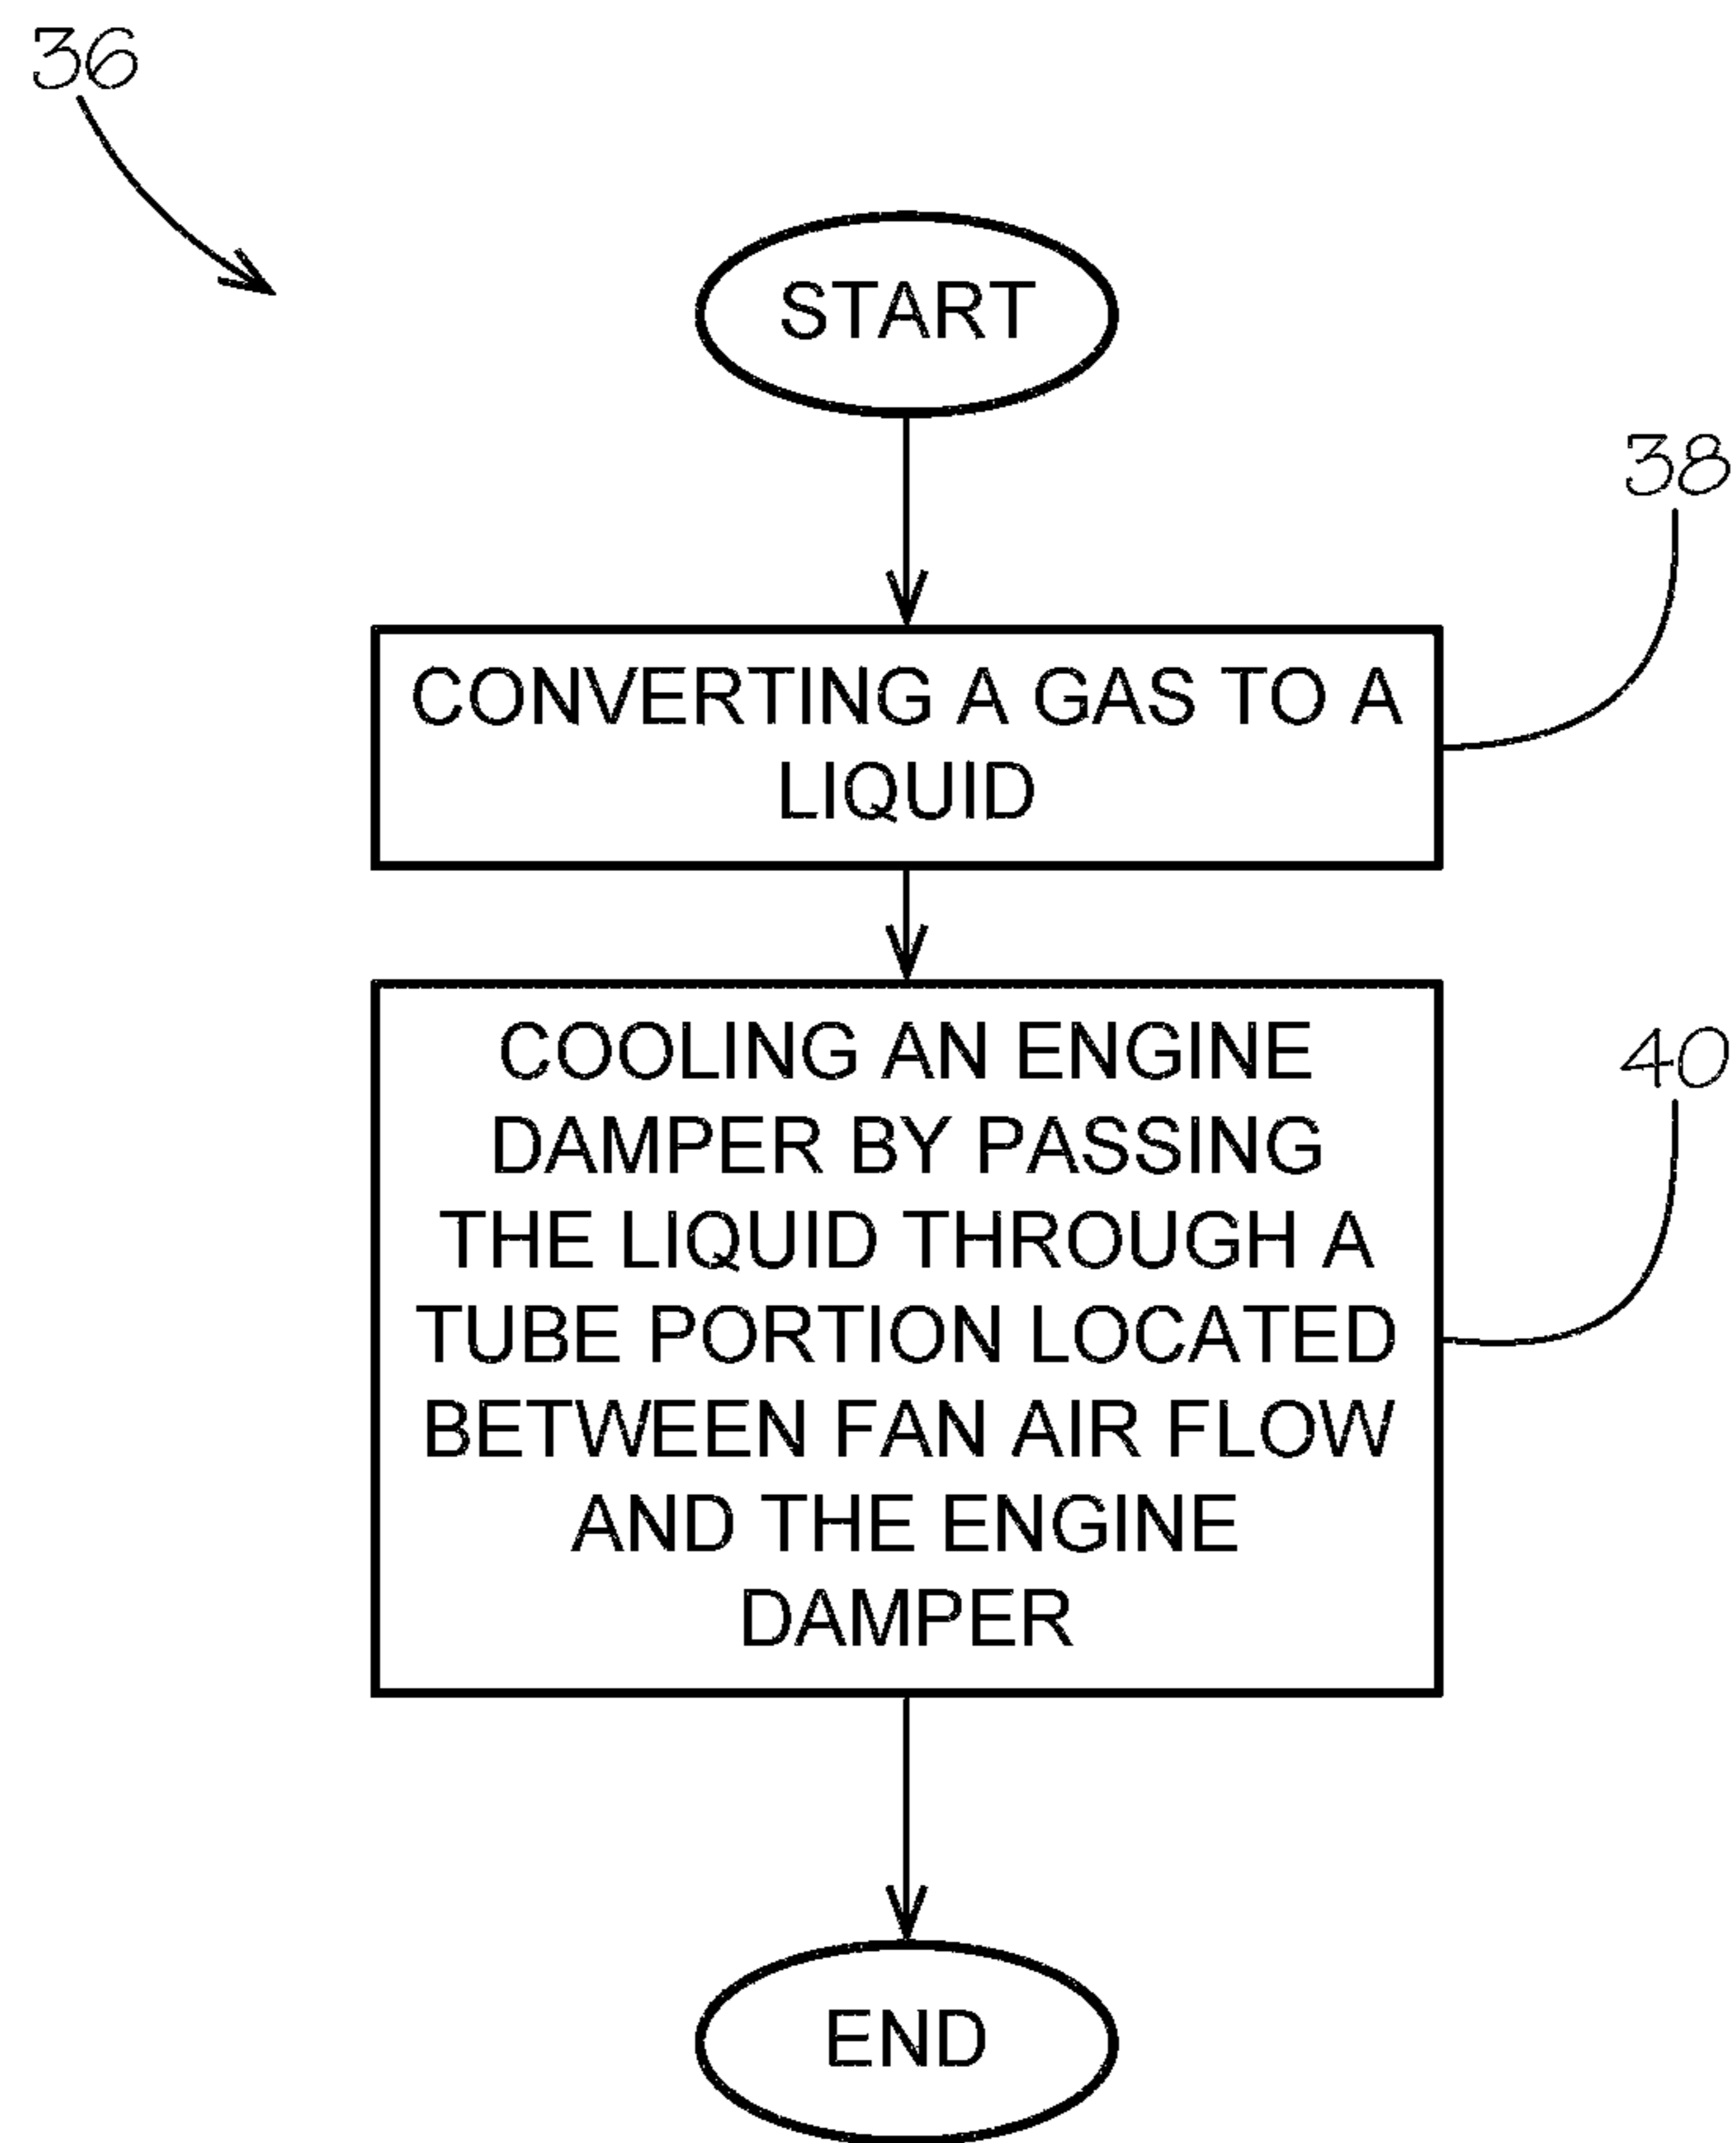 36
START
38
CONVERTING A GAS TO A
LIQUID
COOLING AN ENGINE
40
DAMPER BY PASSING
THE LIQUID THROUGH A
TUBE PORTION LOCATED
BETWEEN FAN AIR FLOW
AND THE ENGINE
DAMPER
END